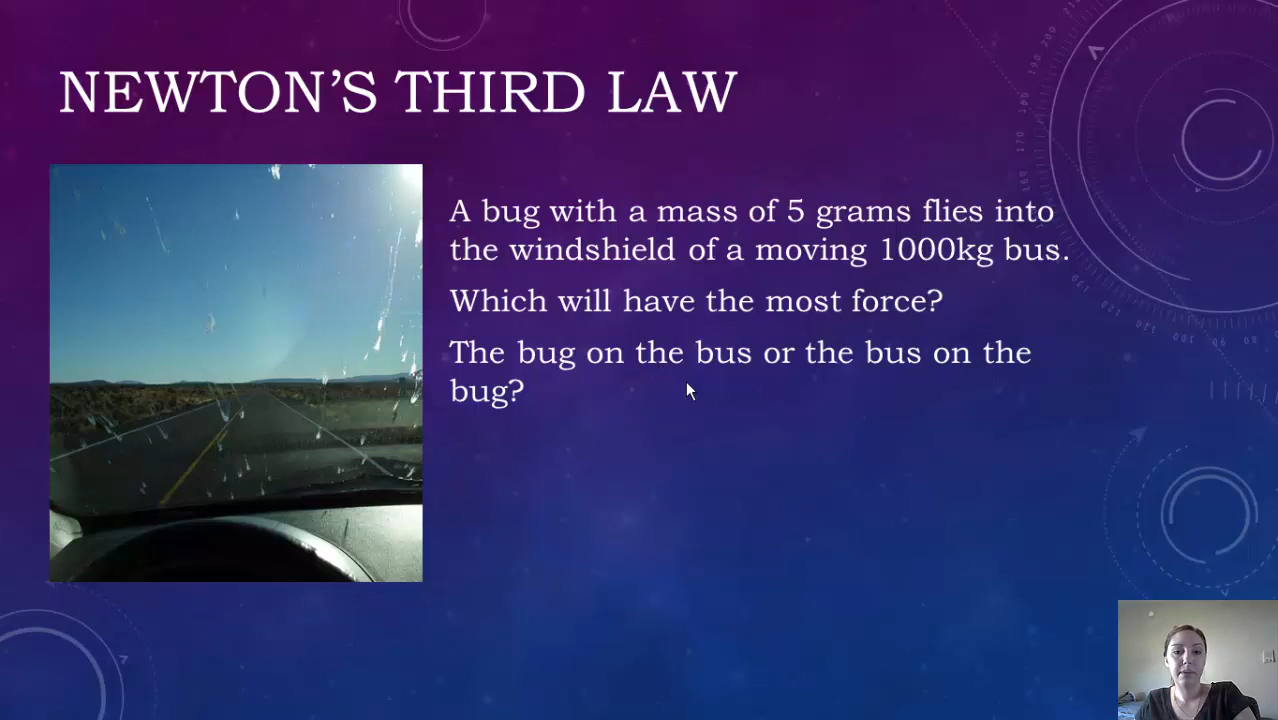 NEWTON’S THIRD LAW
A bug with a mass of 5 grams flies into
the windshield of a moving 1000kg bus.
Which will have the most force?
The bug on the bus or the bus on the
bug?